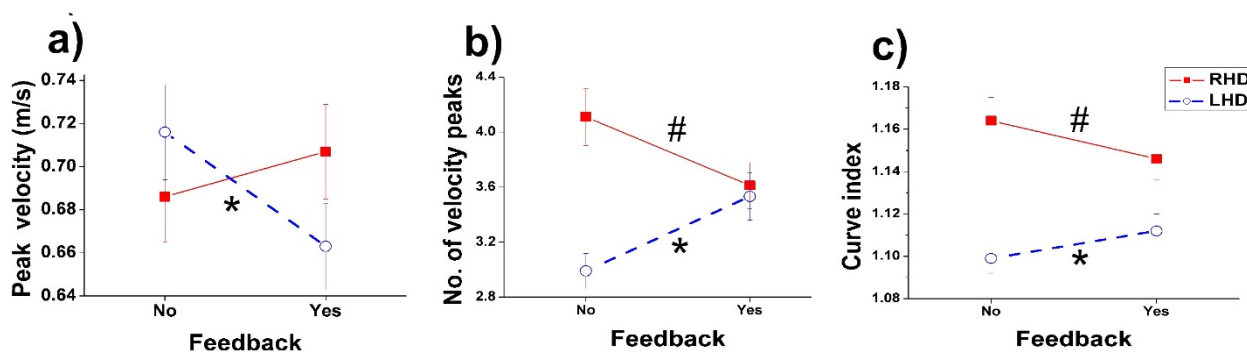 a)
Peak velocity (m/s)
0.74
0.72
0.70
0.68
0.66
0.64
*
No
Yes
Feedback
b)
No. of velocity peaks
4.4
4.0
3.6
3.2
2.8
#
*
No
Yes
Feedback
c)
Curve index
1.18
1.16
1.14
1.12
1.10
1.08
#
*
No
Yes
Feedback
RHD
LHD